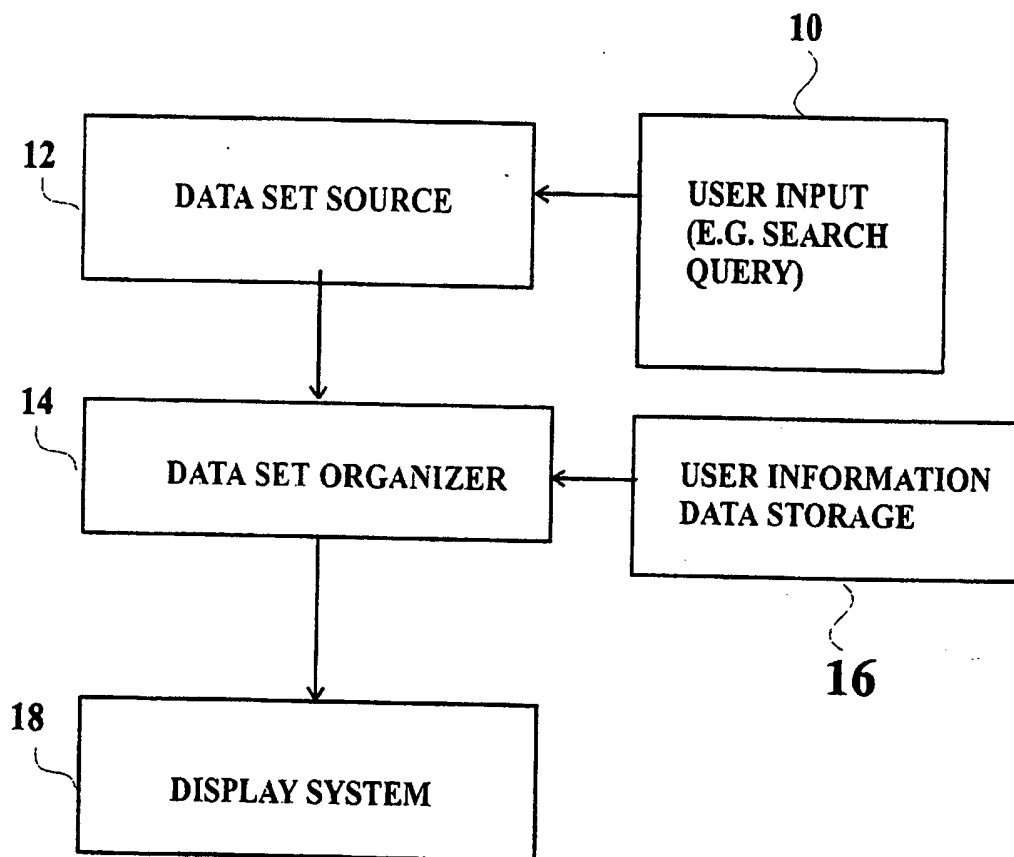 10
12
DATA SET SOURCE
USER INPUT
(E.G. SEARCH
QUERY)
14
DATA SET ORGANIZER
USER INFORMATION
DATA STORAGE
16
18
DISPLAY SYSTEM